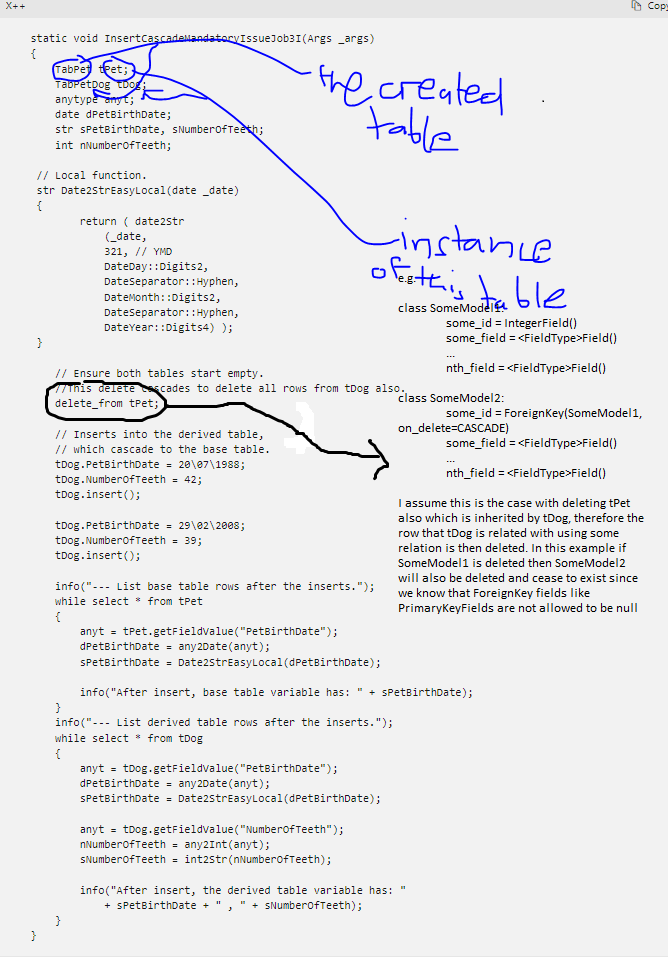 X++
Copy
static void InsertCascadeMandatoryIssueJob3I(Args _args)
{
TabPet tPet;
TabPetDog tDog;
anytype anyt;
date dPetBirthDate;
str sPetBirthDate, sNumberOfTeeth;
int nNumberOfTeeth;
the created
table
// Local function.
str Date2StrEasyLocal(date _date)
{
return ( date2Str
(_date,
321, // YMD
DateDay::Digits2,
DateSeparator::Hyphen,
DateMonth::Digits2,
DateSeparator::Hyphen,
DateYear::Digits4) );
}
instance
of this table
e.g.
class SomeModel1:
some_id = IntegerField()
some_field = <FieldType>Field()
...
nth_field = <FieldType>Field()
class SomeModel2:
some_id = ForeignKey(SomeModel1,
on_delete=CASCADE)
some_field = <FieldType>Field()
...
nth_field = <FieldType>Field()
I assume this is the case with deleting tPet
also which is inherited by tDog, therefore the
row that tDog is related with using some
relation is then deleted. In this example if
SomeModel1 is deleted then SomeModel2
will also be deleted and cease to exist since
we know that ForeignKey fields like
PrimaryKeyFields are not allowed to be null
// Ensure both tables start empty.
//This delete cascades to delete all rows from tDog also.
delete_from tPet;
// Inserts into the derived table,
// which cascade to the base table.
tDog.PetBirthDate = 20\07\1988;
tDog.NumberOfTeeth = 42;
tDog.insert();
tDog.PetBirthDate = 29\02\2008;
tDog.NumberOfTeeth = 39;
tDog.insert();
info("--- List base table rows after the inserts.");
while select * from tPet
{
anyt = tPet.getFieldValue("PetBirthDate");
dPetBirthDate = any2Date(anyt);
sPetBirthDate = Date2StrEasyLocal(dPetBirthDate);
info("After insert, base table variable has: " + sPetBirthDate);
}
info("--- List derived table rows after the inserts.");
while select * from tDog
{
anyt = tDog.getFieldValue("PetBirthDate");
dPetBirthDate = any2Date(anyt);
sPetBirthDate = Date2StrEasyLocal(dPetBirthDate);
anyt = tDog.getFieldValue("NumberOfTeeth");
nNumberOfTeeth = any2Int(anyt);
sNumberOfTeeth = int2Str(nNumberOfTeeth);
info("After insert, the derived table variable has: "
+ sPetBirthDate + " , " + sNumberOfTeeth);
}
}